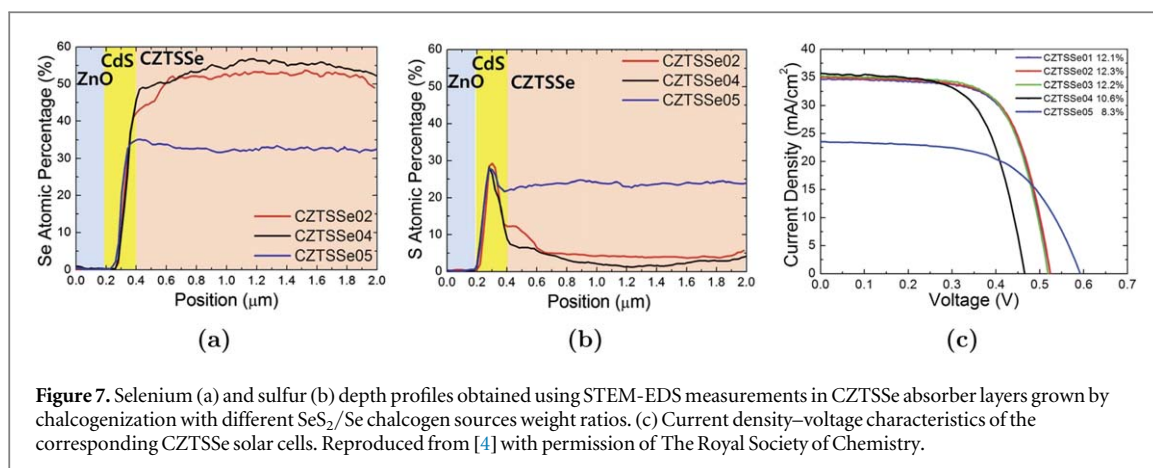 60
50
40
30
20
10
0
Se Atomic Percentage (%)
ZnO
CdS
CZTSSe
CZTSSe02
CZTSSe04
CZTSSe05
0.0 0.2 0.4 0.6 0.8 1.0 1.2 1.4 1.6 1.8 2.0
Position (μm)
(a)
60
50
40
30
20
10
0
S Atomic Percentage (%)
ZnO
CdS
CZTSSe
CZTSSe02
CZTSSe04
CZTSSe05
0.0 0.2 0.4 0.6 0.8 1.0 1.2 1.4 1.6 1.8 2.0
Position (μm)
(b)
40
35
30
25
20
15
10
5
0
Current Density (mA/cm²)
CZTSSe01 12.1%
CZTSSe02 12.3%
CZTSSe03 12.2%
CZTSSe04 10.6%
CZTSSe05 8.3%
0.0 0.1 0.2 0.3 0.4 0.5 0.6 0.7
Voltage (V)
(c)
Figure 7. Selenium (a) and sulfur (b) depth profiles obtained using STEM-EDS measurements in CZTSSe absorber layers grown by
chalcogenization with different SeS₂/Se chalcogen sources weight ratios. (c) Current density–voltage characteristics of the
corresponding CZTSSe solar cells. Reproduced from [4] with permission of The Royal Society of Chemistry.